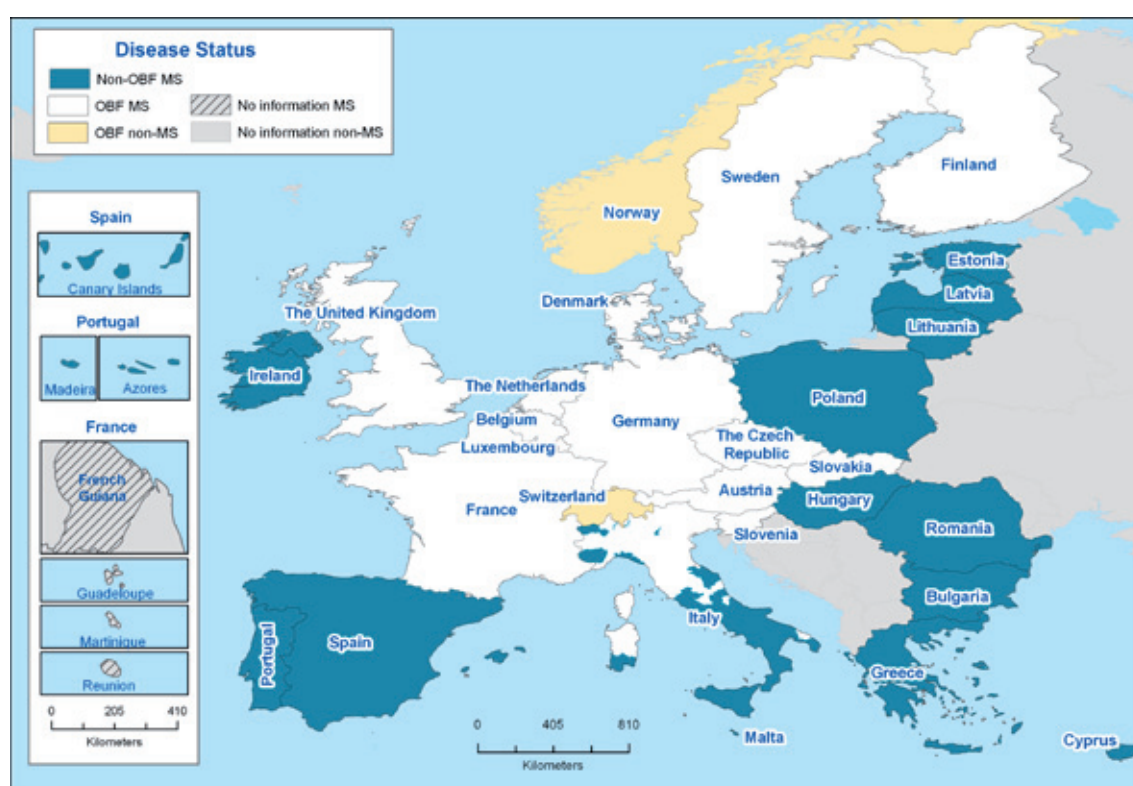 Disease Status
Non-OBF MS
OBF MS
No information MS
OBF non-MS
No information non-MS
Spain
Canary Islands
Portugal
Madeira
Azores
France
French
Guiana
Guadeloupe
Martinique
Reunion
0 205 410
Kilometers
Finland
Sweden
Norway
Estonia
Latvia
Lithuania
Denmark
The United Kingdom
Ireland
The Netherlands
Belgium
Luxembourg
Germany
Poland
The Czech
Republic
Slovakia
Austria
Hungary
Switzerland
France
Slovenia
Romania
Bulgaria
Italy
Portugal
Spain
Greece
Malta
Cyprus
0 405 810
Kilometers